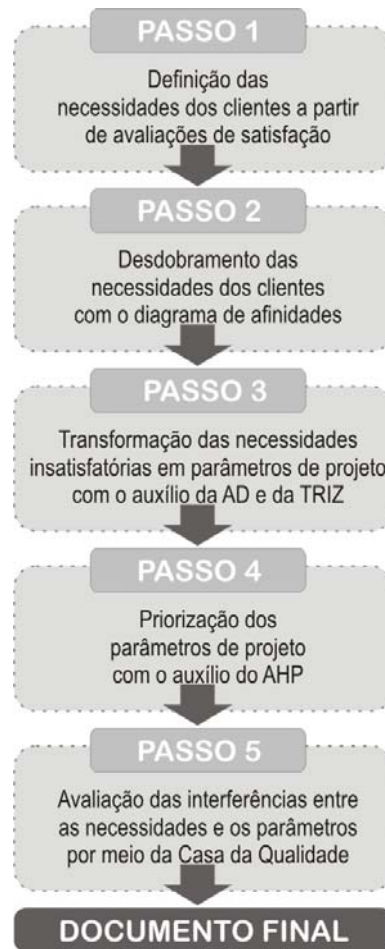 PASSO 1
Definição das
necessidades dos clientes a partir
de avaliações de satisfação
PASSO 2
Desdobramento das
necessidades dos clientes
com o diagrama de afinidades
PASSO 3
Transformação das necessidades
insatisfatórias em parâmetros de projeto
com o auxílio da AD e da TRIZ
PASSO 4
Priorização dos
parâmetros de projeto
com o auxílio do AHP
PASSO 5
Avaliação das interferências entre
as necessidades e os parâmetros
por meio da Casa da Qualidade
DOCUMENTO FINAL